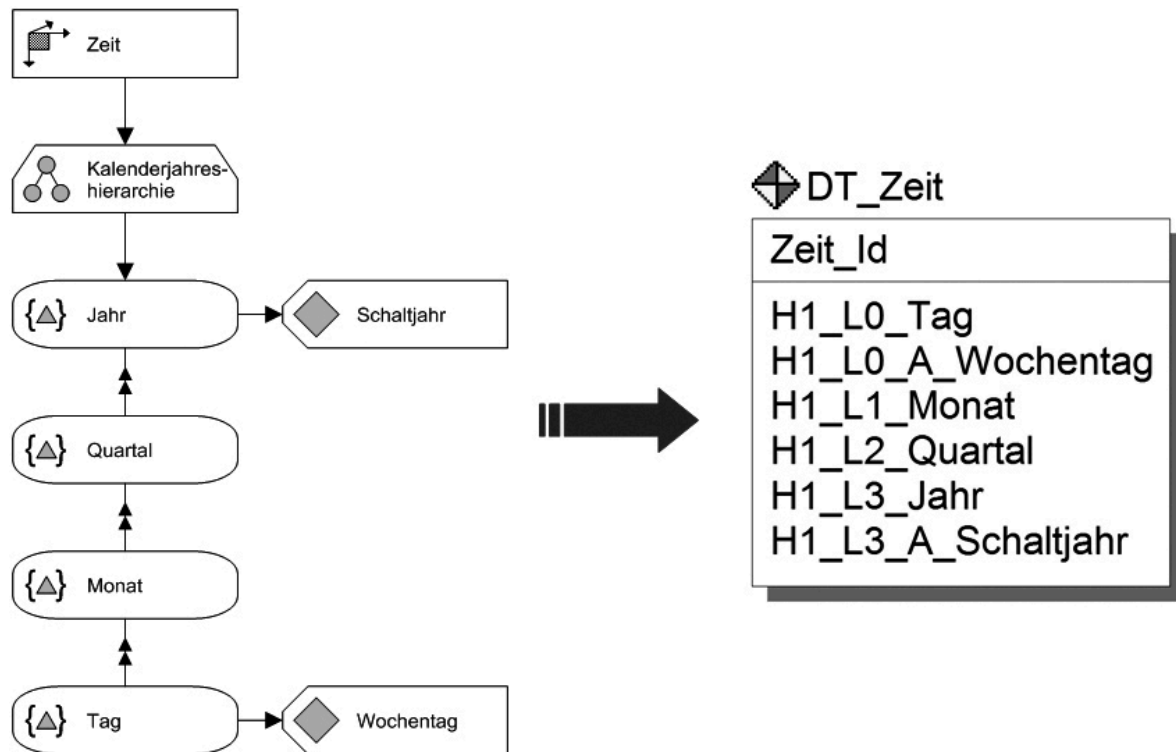 Zeit
Kalenderjahres-
hierarchie
Jahr
Schaltjahr
Quartal
Monat
Tag
Wochentag
DT_Zeit
Zeit_Id
H1_L0_Tag
H1_L0_A_Wochentag
H1_L1_Monat
H1_L2_Quartal
H1_L3_Jahr
H1_L3_A_Schaltjahr